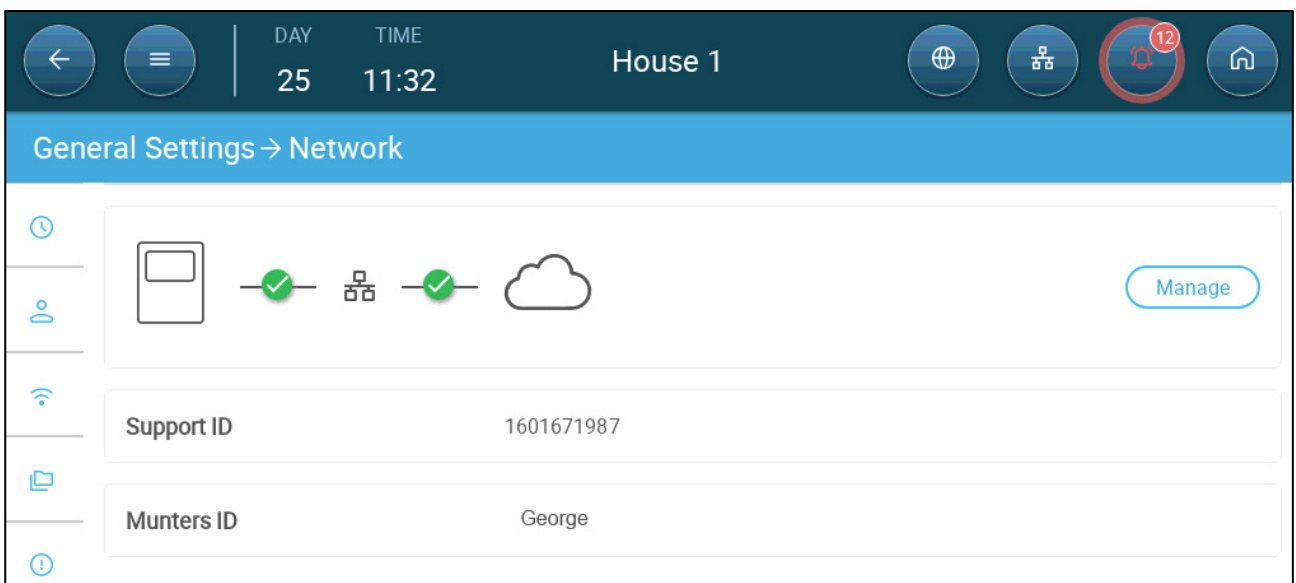 DAY TIME
25 11:32
House 1
12
General Settings → Network
Manage
Support ID 1601671987
Munters ID George